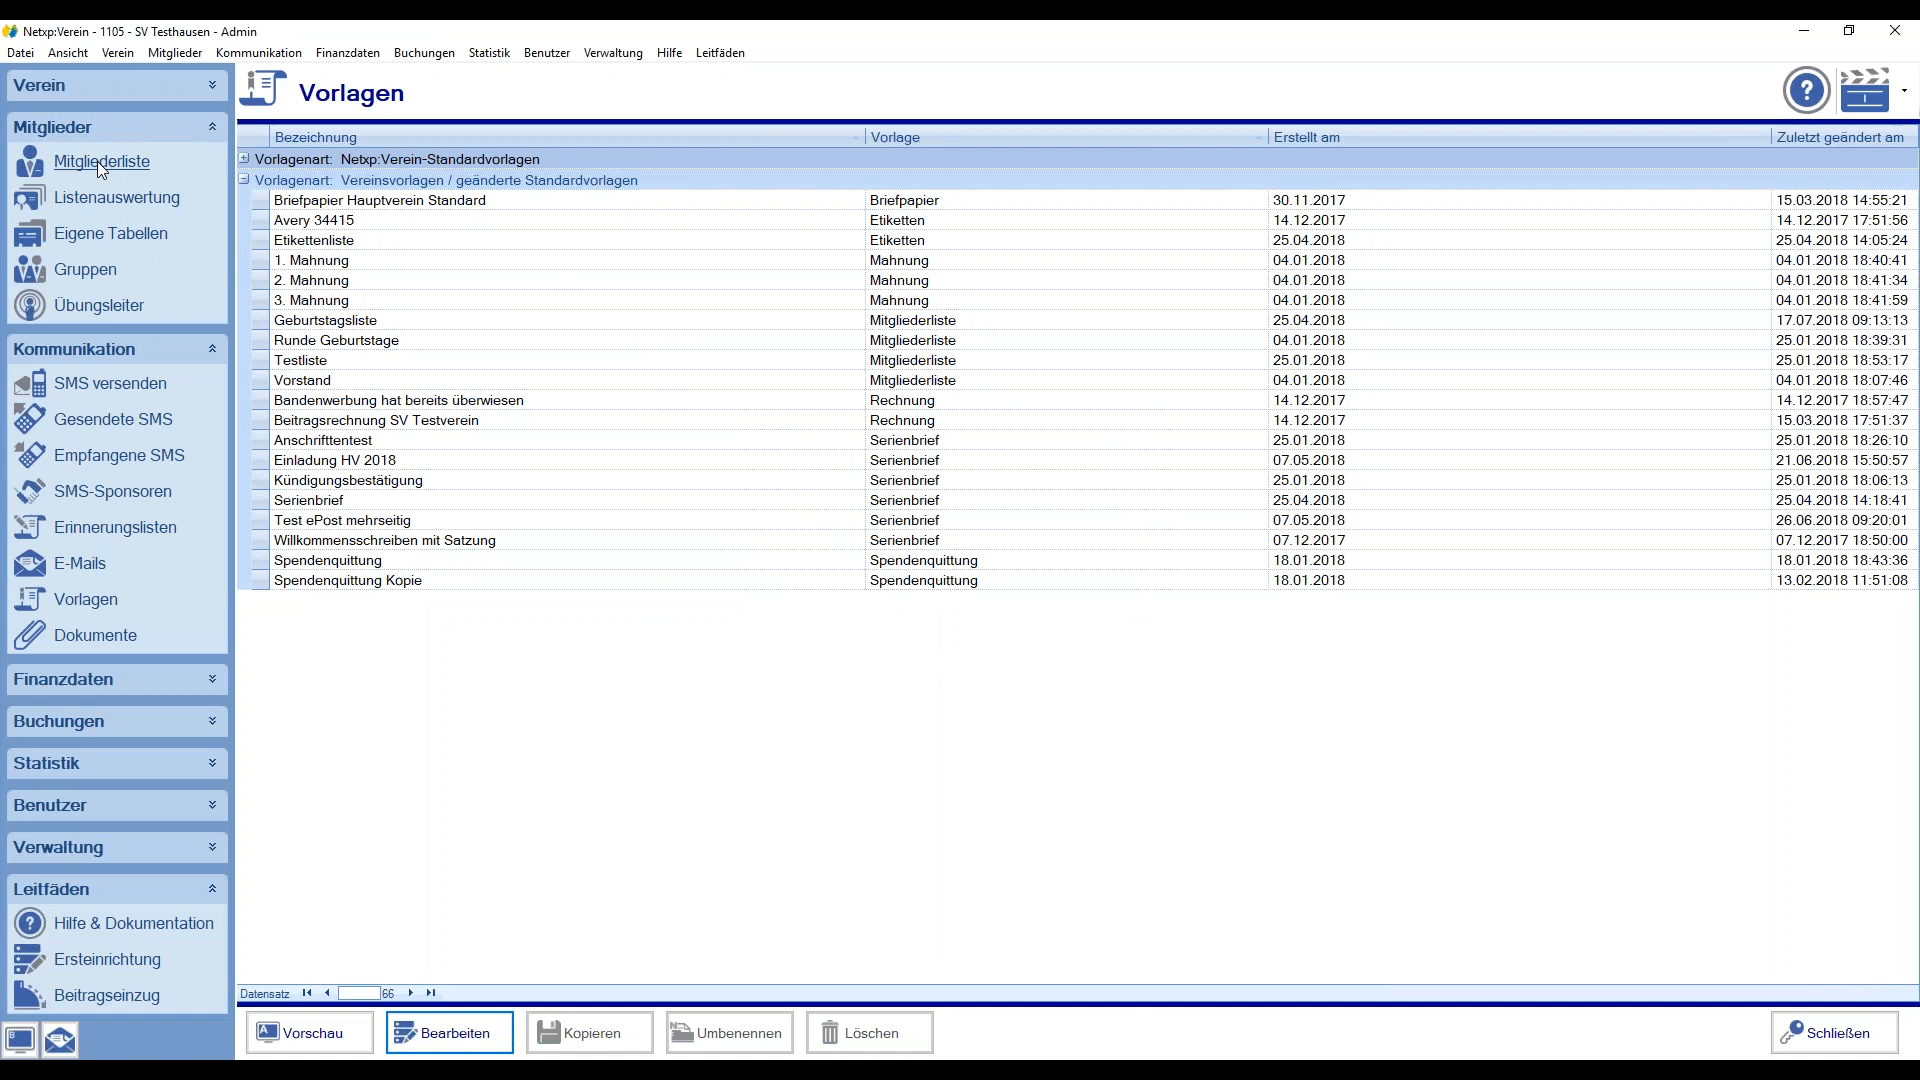 Netxp:Verein - 1105 - SV Testhausen - Admin
Datei Ansicht Verein Mitglieder Kommunikation Finanzdaten Buchungen Statistik Benutzer Verwaltung Hilfe Leitfäden
Verein
Mitglieder
Mitgliederliste
Listenauswertung
Eigene Tabellen
Gruppen
Übungsleiter
Kommunikation
SMS versenden
Gesendete SMS
Empfangene SMS
SMS-Sponsoren
Erinnerungslisten
E-Mails
Vorlagen
Dokumente
Finanzdaten
Buchungen
Statistik
Benutzer
Verwaltung
Leitfäden
Hilfe & Dokumentation
Ersteinrichtung
Beitragseinzug
Vorlagen
Bezeichnung Vorlage Erstellt am Zuletzt geändert am
Vorlagenart: Netxp:Verein-Standardvorlagen
Vorlagenart: Vereinsvorlagen / geänderte Standardvorlagen
Briefpapier Hauptverein Standard Briefpapier 30.11.2017 15.03.2018 14:55:21
Avery 34415 Etiketten 14.12.2017 14.12.2017 17:51:56
Etikettenliste Etiketten 25.04.2018 25.04.2018 14:05:24
1. Mahnung Mahnung 04.01.2018 04.01.2018 18:40:41
2. Mahnung Mahnung 04.01.2018 04.01.2018 18:41:34
3. Mahnung Mahnung 04.01.2018 04.01.2018 18:41:59
Geburtstagsliste Mitgliederliste 25.04.2018 17.07.2018 09:13:13
Runde Geburtstage Mitgliederliste 04.01.2018 25.01.2018 18:39:31
Testliste Mitgliederliste 25.01.2018 25.01.2018 18:53:17
Vorstand Mitgliederliste 04.01.2018 04.01.2018 18:07:46
Bandenwerbung hat bereits überwiesen Rechnung 14.12.2017 14.12.2017 18:57:47
Beitragsrechnung SV Testverein Rechnung 14.12.2017 15.03.2018 17:51:37
Anschrifttentest Serienbrief 25.01.2018 25.01.2018 18:26:10
Einladung HV 2018 Serienbrief 07.05.2018 21.06.2018 15:50:57
Kündigungsbestätigung Serienbrief 25.01.2018 25.01.2018 18:06:13
Serienbrief Serienbrief 25.04.2018 25.04.2018 14:18:41
Test ePost mehrseitig Serienbrief 07.05.2018 26.06.2018 09:20:01
Willkommensschreiben mit Satzung Serienbrief 07.12.2017 07.12.2017 18:50:00
Spendenquittung Spendenquittung 18.01.2018 18.01.2018 18:43:36
Spendenquittung Kopie Spendenquittung 18.01.2018 13.02.2018 11:51:08
Datensatz 66
Vorschau Bearbeiten Kopieren Umbenennen Löschen Schließen